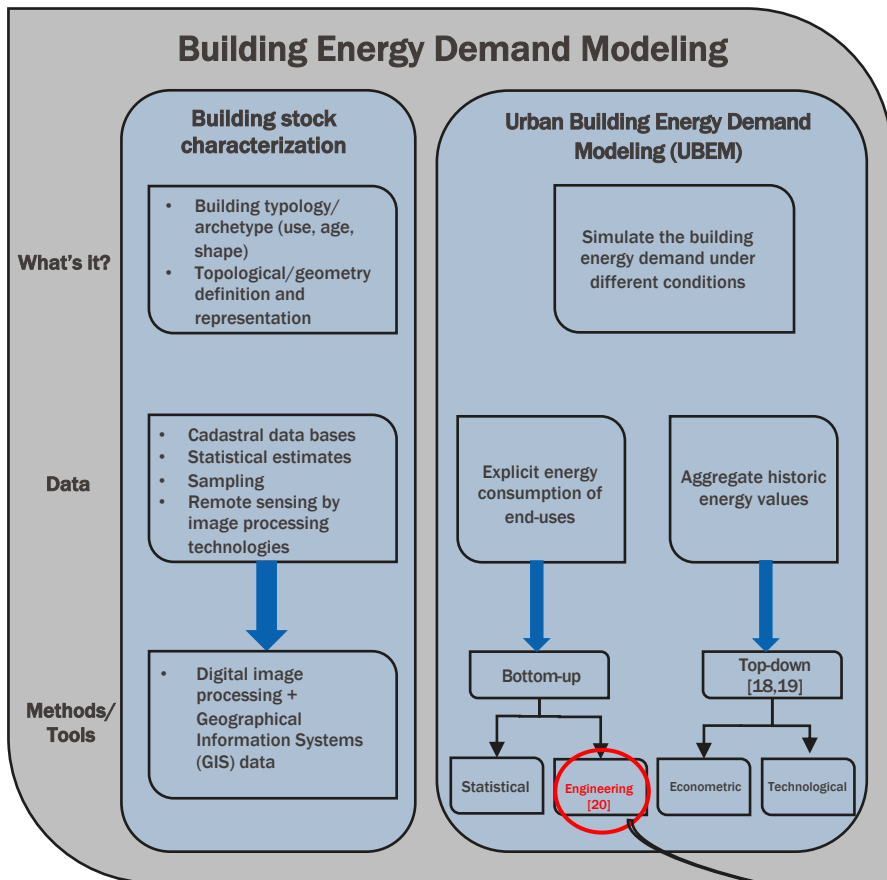 Building Energy Demand Modeling
Building stock
characterization
Urban Building Energy Demand
Modeling (UBEM)
What's it?
• Building typology/
archetype (use, age,
shape)
• Topological/geometry
definition and
representation
Simulate the building
energy demand under
different conditions
Data
• Cadastral data bases
• Statistical estimates
• Sampling
• Remote sensing by
image processing
technologies
Explicit energy
consumption of
end-uses
Aggregate historic
energy values
Methods/
Tools
• Digital image
processing +
Geographical
Information Systems
(GIS) data
Bottom-up
Top-down
[18,19]
Statistical
Engineering
[20]
Econometric
Technological